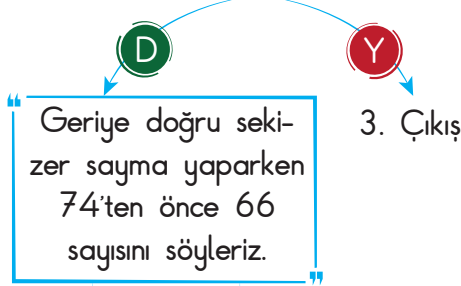 D
Y
❝
Geriye doğru seki-
zer sayma yaparken
74'ten önce 66
sayısını söyleriz.
❞
3. Çıkış